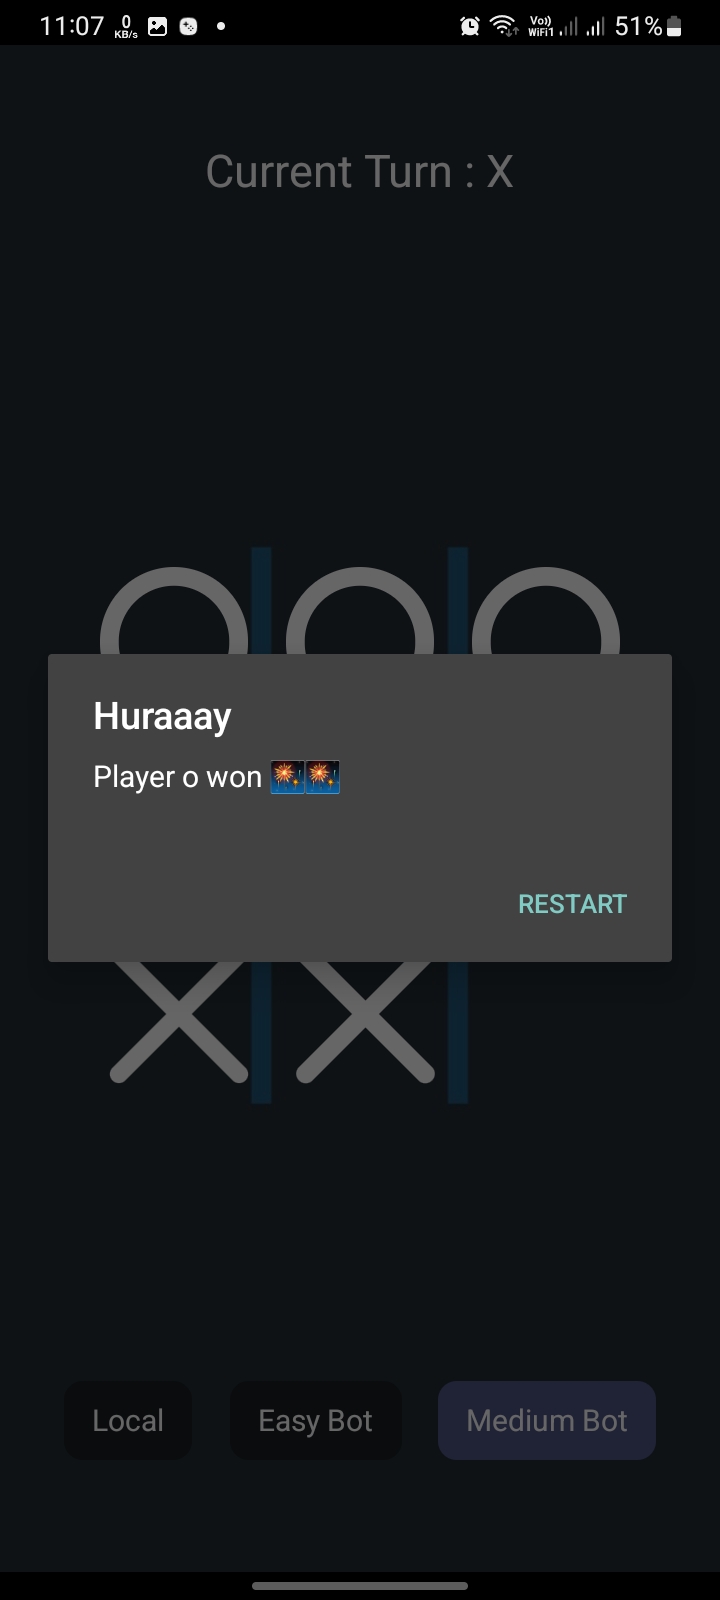 11:07 0 KB/s Vo)) WiFi1 51%
Current Turn : X
Huraaay
Player o won 🎇🎇
RESTART
Local Easy Bot Medium Bot